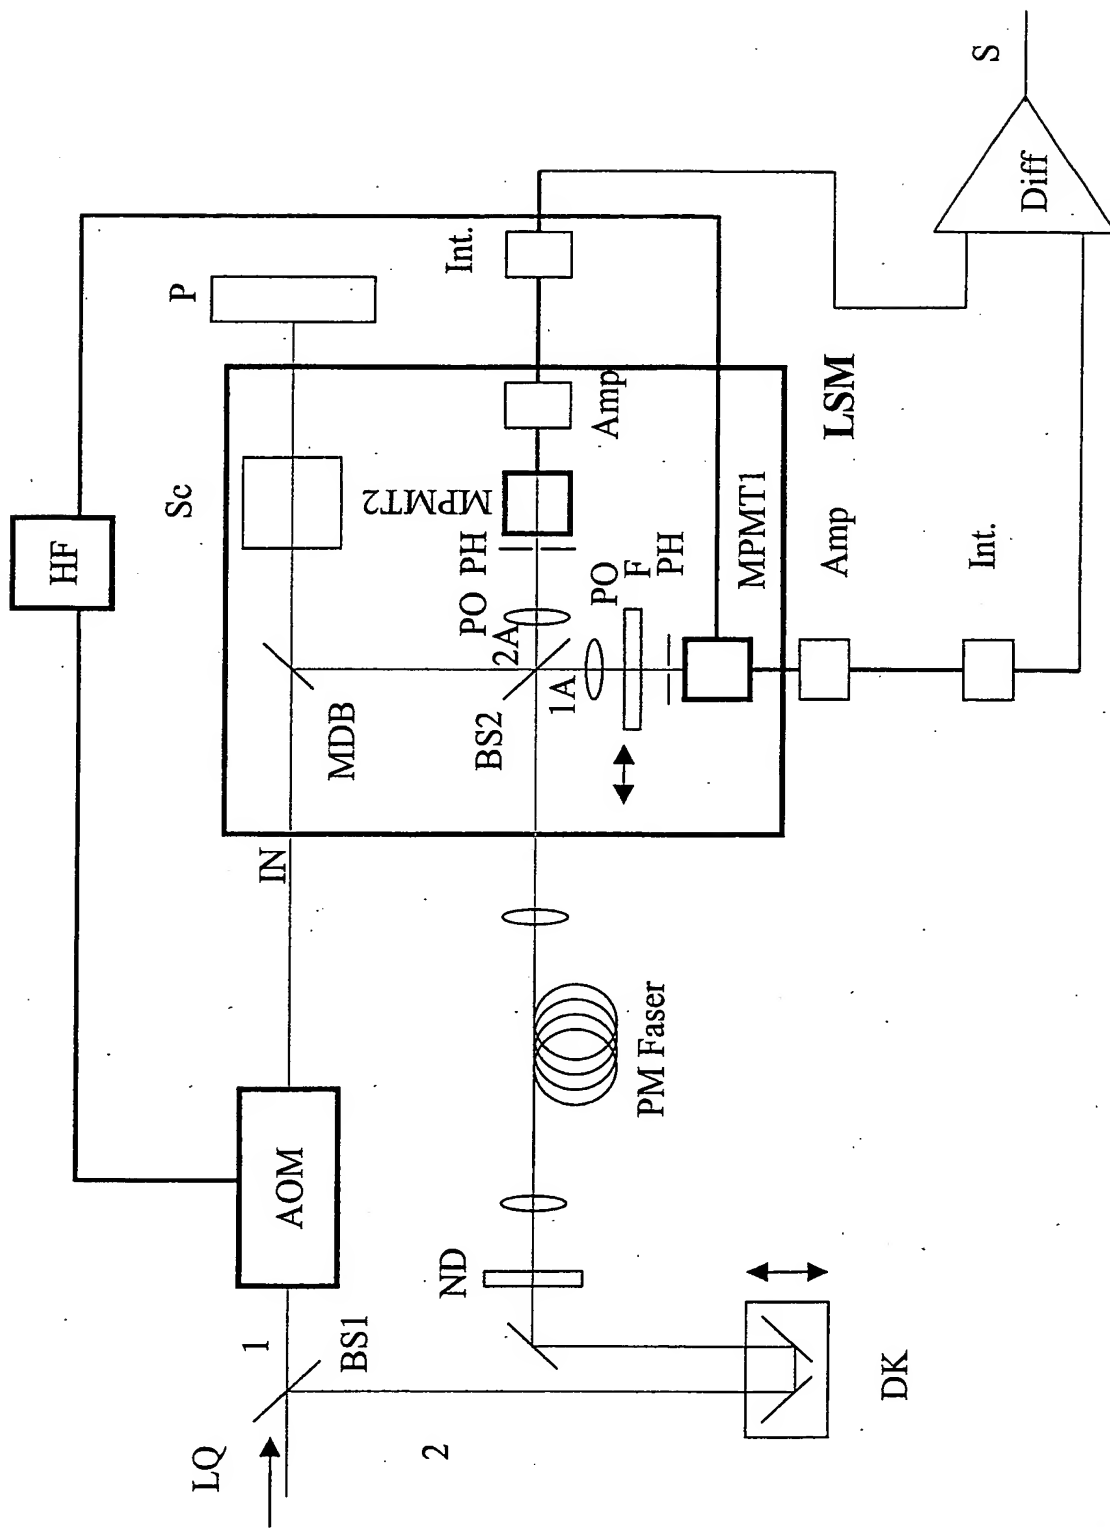 HF
P
Sc
Int.
S
Diff
MPMT2
Amp
PO PH
2A
1A
PO
F
PH
MPMT1
LSM
Amp
Int.
MDB
BS2
IN
AOM
PM Faser
ND
1
BS1
LQ
2
DK